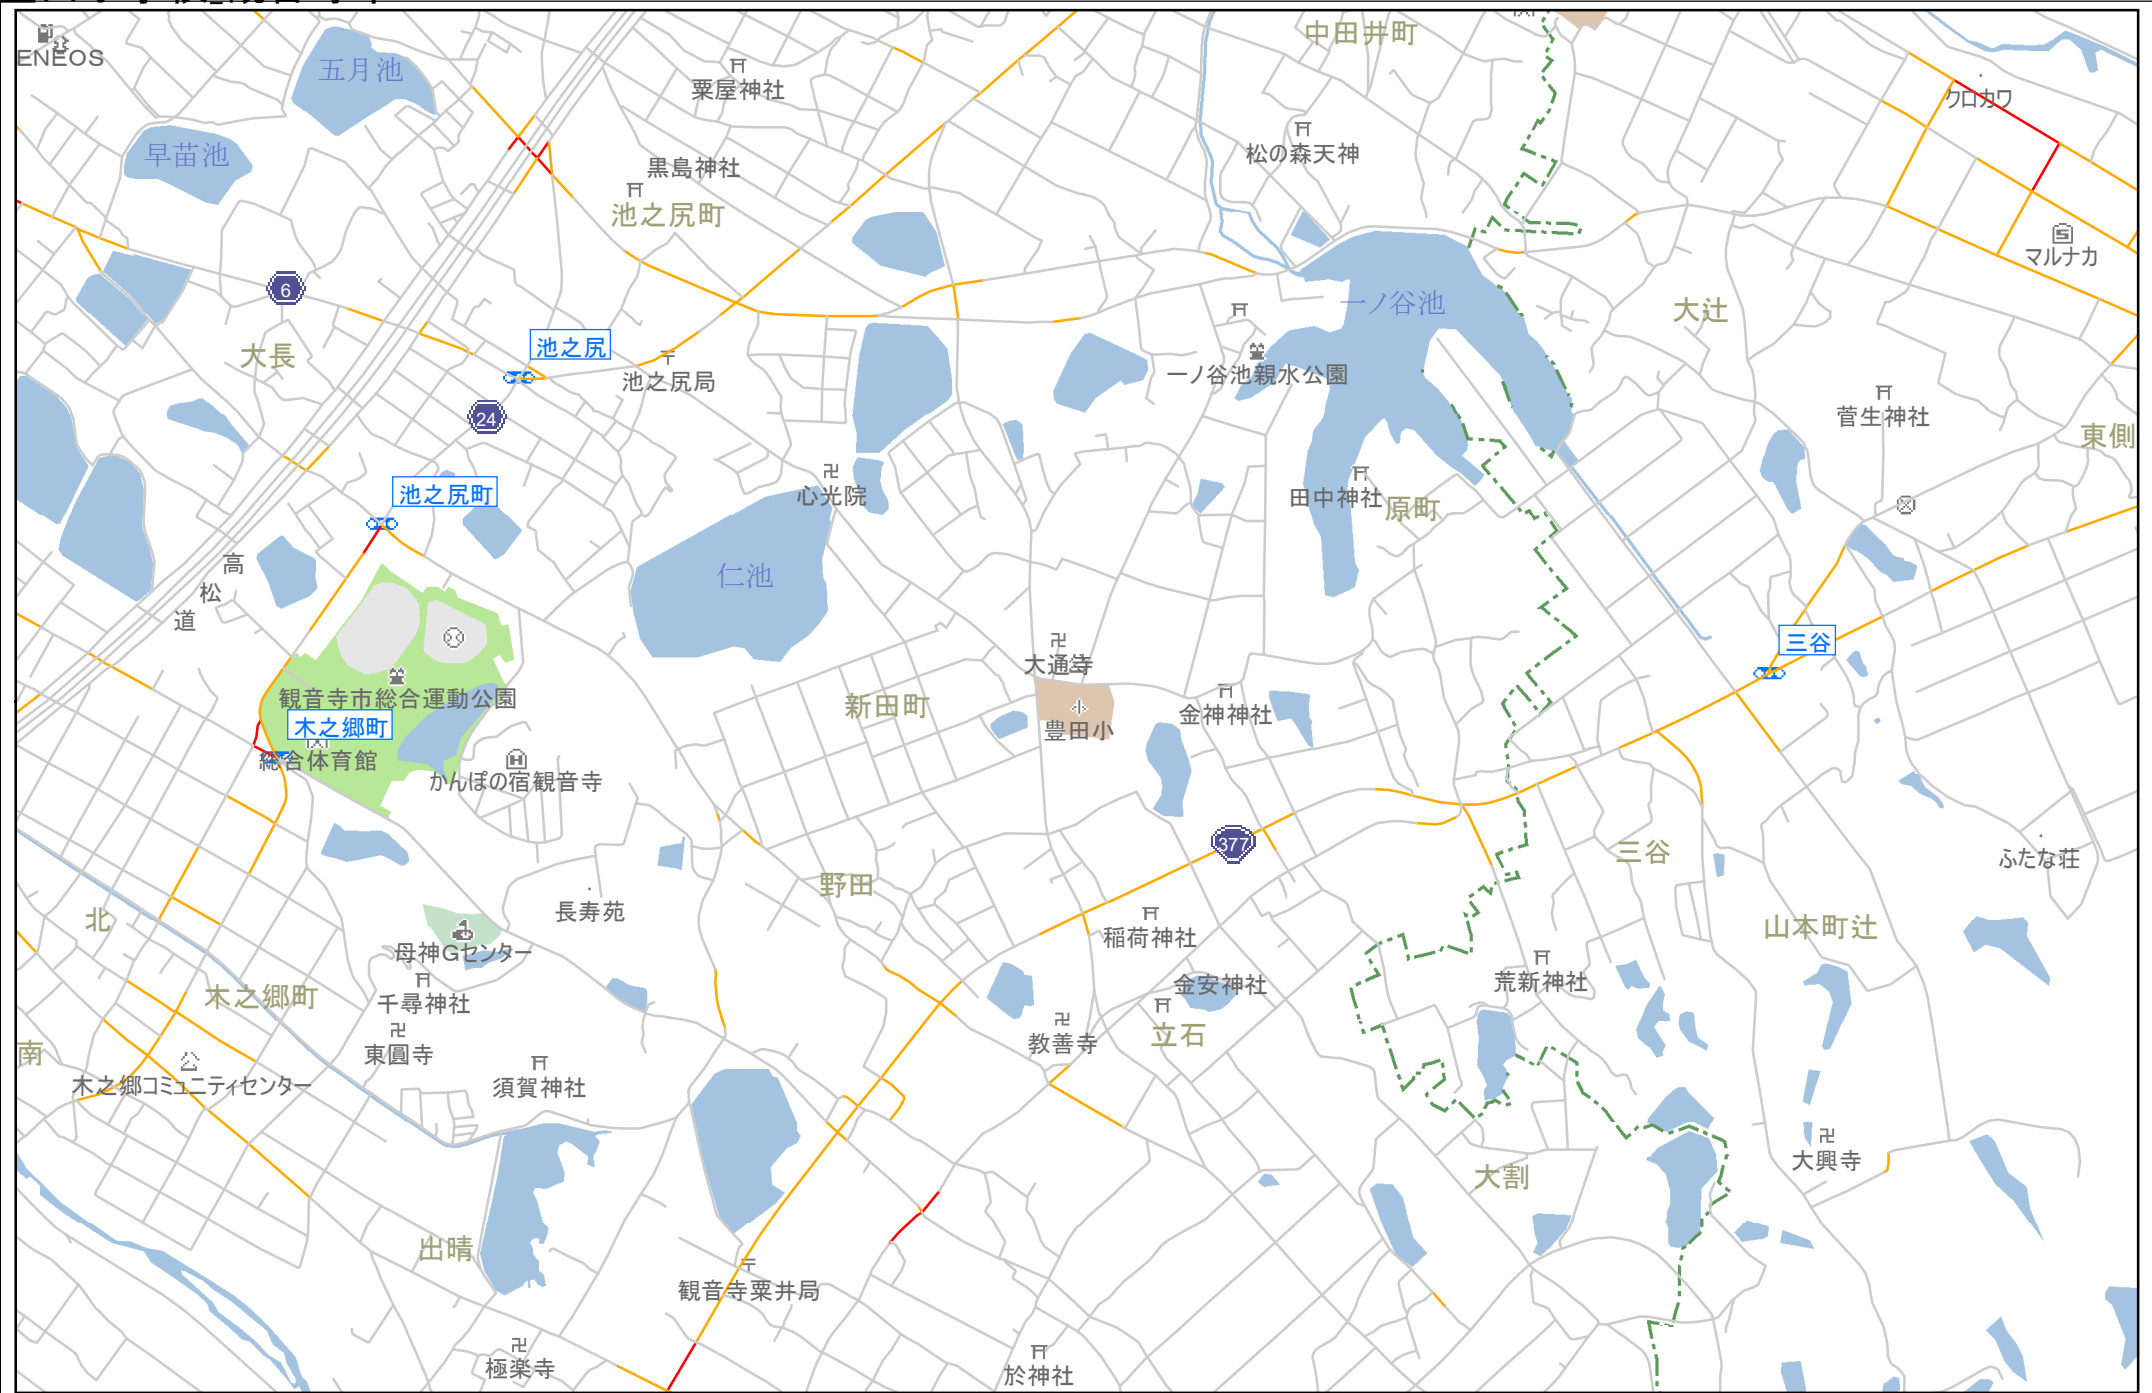 中田井町
ENEOS
五月池
粟屋神社
クロカワ
早苗池
黒島神社
松の森天神
池之尻町
マルナカ
6
一ノ谷池
大辻
池之尻
大長
池之尻局
一ノ谷池親水公園
24
菅生神社
東側
池之尻町
心光院
田中神社
原町
高
松
道
仁池
三谷
大通寺
観音寺市総合運動公園
新田町
金神神社
木之郷町
豊田小
総合体育館
かんぽの宿観音寺
377
三谷
ふたな荘
野田
長寿苑
北
稲荷神社
山本町辻
母神Gセンター
金安神社
荒新神社
木之郷町
千尋神社
立石
南
東圓寺
教善寺
木之郷コミュニティセンター
須賀神社
大興寺
大割
出晴
観音寺粟井局
極楽寺
於神社